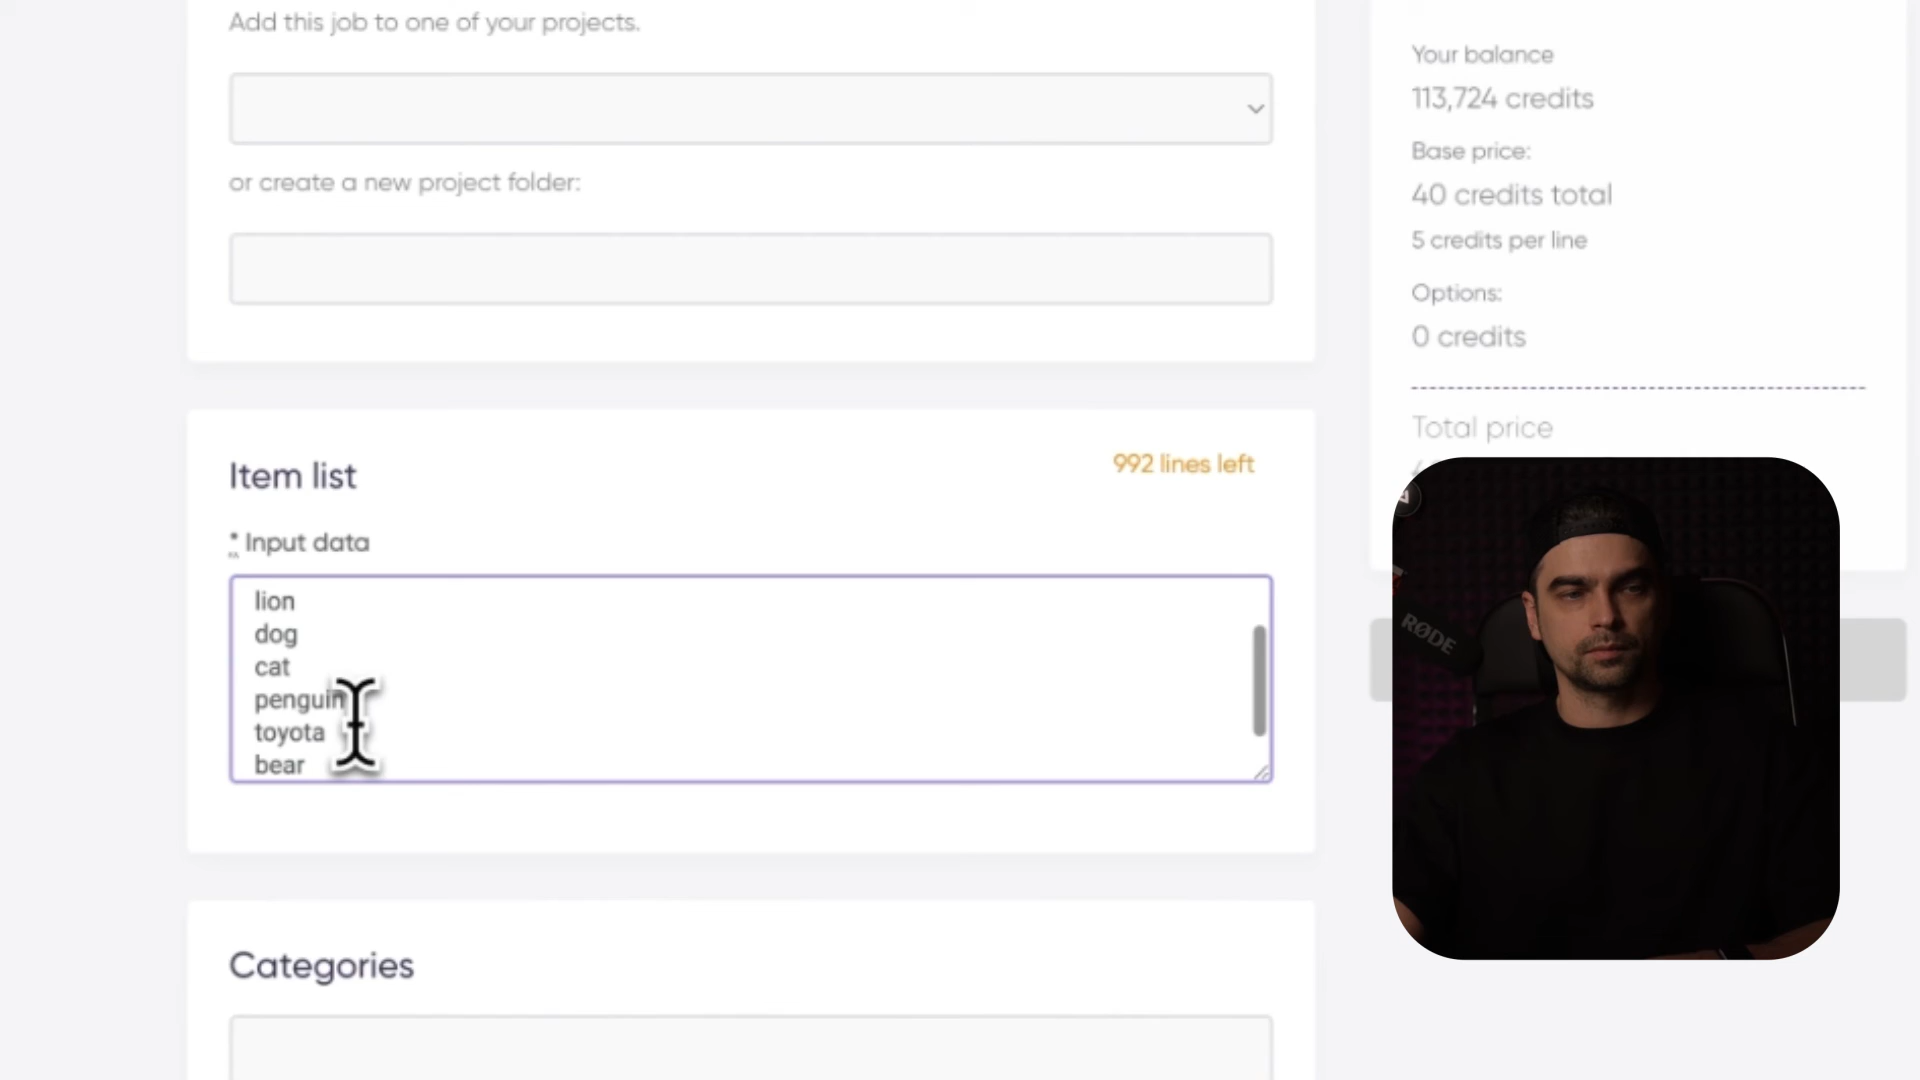 Add this job to one of your projects.
or create a new project folder:
Item list
992 lines left
* Input data
lion
dog
cat
penguin
toyota
bear
Categories
Your balance
113,724 credits
Base price:
40 credits total
5 credits per line
Options:
0 credits
Total price
RØDE